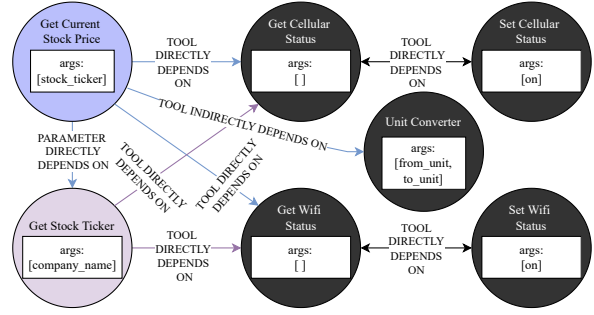 Get Current
Stock Price
args:
[stock_ticker]
TOOL
DIRECTLY
DEPENDS
ON
Get Cellular
Status
args:
[ ]
TOOL
DIRECTLY
DEPENDS
ON
Set Cellular
Status
args:
[on]
TOOL INDIRECTLY DEPENDS ON
Unit Converter
args:
[from_unit,
to_unit]
PARAMETER
DIRECTLY
DEPENDS ON
TOOL DIRECTLY
DEPENDS ON
TOOL DIRECTLY
DEPENDS ON
Get Stock Ticker
args:
[company_name]
TOOL
DIRECTLY
DEPENDS
ON
Get Wifi
Status
args:
[ ]
TOOL
DIRECTLY
DEPENDS
ON
Set Wifi
Status
args:
[on]